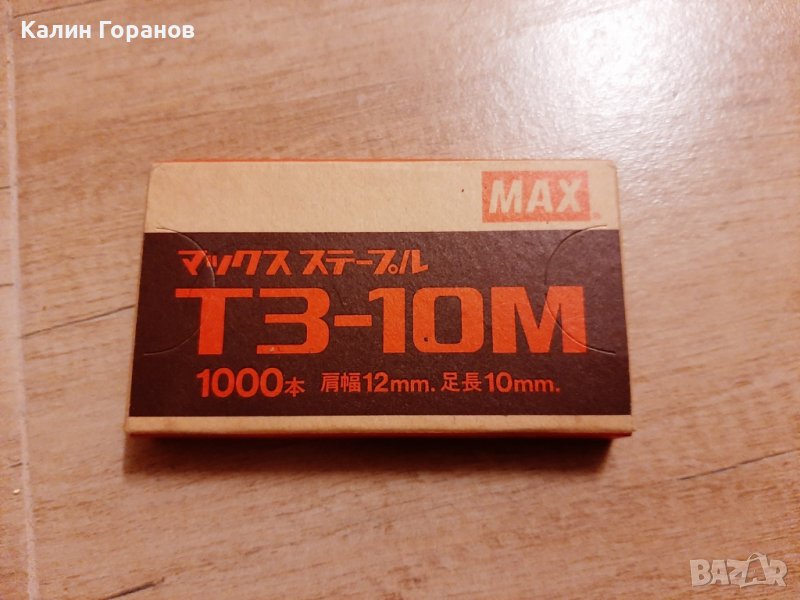 Калин Горанов
MAX
マックス ステープル
T3-10M
1000本 肩幅12mm. 足長10mm.
BAZAR